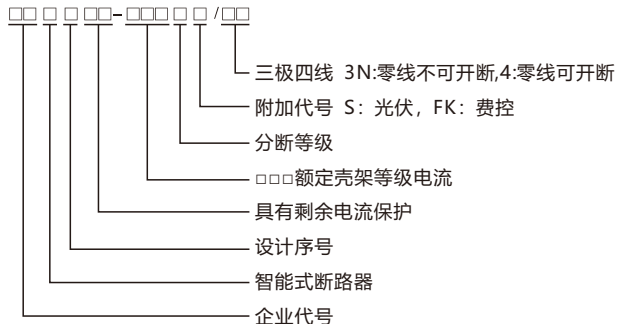 □□ □ □ □□-□□□ □ □ /□□
三极四线 3N:零线不可开断,4:零线可开断
附加代号 S：光伏，FK：费控
分断等级
□□□额定壳架等级电流
具有剩余电流保护
设计序号
智能式断路器
企业代号